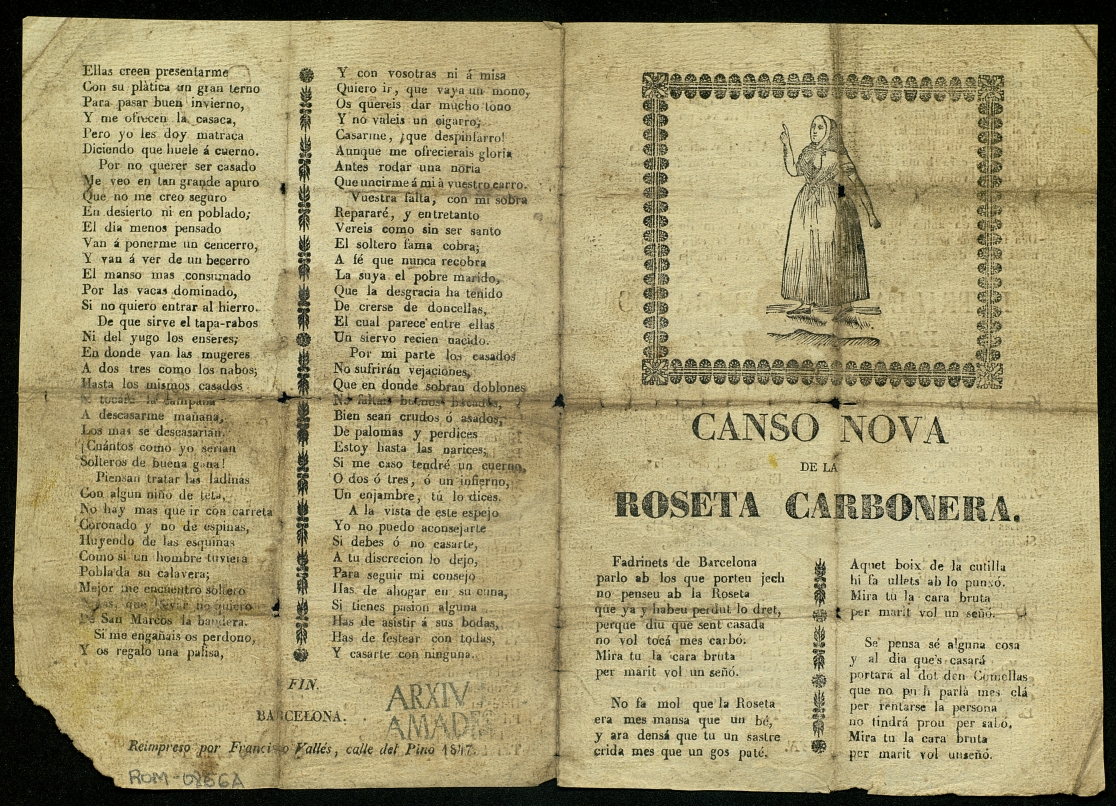 Ellas creen presentarme
Con su plática un gran terno
Para pasar buen invierno,
Y me ofrecen la casaca,
Pero yo les doy matraca
Diciendo que huele á cuerno.
Por no querer ser casado
Me veo en tan grande apuro
Que no me creo seguro
En desierto ni en poblado;
El dia menos pensado
Van á ponerme un cencerro,
Y van á ver de un becerro
El manso mas consumado
Por las vacas dominado,
Si no quiero entrar al hierro.
De que sirve el tapa-rabos
Ni del yugo los enseres;
En donde van las mugeres
A dos tres como los nabos;
Hasta los mismos casados
Si tocára la campana
A descasarme mañana,
Los mas se descasarian.
¡Cuántos como yo serian
Solteros de buena gana!
Piensan tratar las ladinas
Con algun niño de teta,
No hay mas que ir con carreta
Coronado y no de espinas,
Huyendo de las esquinas
Como si un hombre tuviera
Poblada su calavera;
Mejor me encuentro soltero
que llevar no quiero
De San Marcos la bandera.
Si me engañais os perdono,
Y os regalo una palisa,
Y con vosotras ni á misa
Quiero ir, que vaya un mono,
Os quereis dar mucho tono
Y no valeis un cigarro;
Casarme, ¡que despinfarro!
Aunque me ofrecierais gloria
Antes rodar una noria
Que uncirme á mi á vuestro carro.
Vuestra falta, con mi sobra
Repararé, y entretanto
Vereis como sin ser santo
El soltero fama cobra;
A fé que nunca recobra
La suya el pobre marido,
Que la desgracia ha tenido
De crerse de doncellas,
El cual parece entre ellas
Un siervo recien nacido.
Por mi parte los casados
No sufrirán vejaciones,
Que en donde sobran doblones
No faltan buenos bocados,
Bien sean crudos ó asados;
De palomas y perdices
Estoy hasta las narices;
Si me caso tendré un cuerno,
O dos ó tres, ó un infierno,
Un enjambre, tú lo dices.
A la vista de este espejo
Yo no puedo aconsejarte
Si debes ó no casarte,
A tu discrecion lo dejo,
Para seguir mi consejo
Has de ahogar en su cuna,
Si tienes pasion alguna
Has de asistir á sus bodas,
Has de festear con todas,
Y casarte con ninguna.
FIN.
BARCELONA.
Reimpreso por Francisco Vallés, calle del Pino 1847.
ARXIV
AMADES
ROM-0256A
CANSO NOVA
DE LA
ROSETA CARBONERA.
Fadrinets de Barcelona
parlo ab los que porten jech
no penseu ab la Roseta
que ya y habeu perdut lo dret,
perque diu que sent casada
no vol tocá mes carbó.
Mira tu la cara bruta
per marit vol un señó.
No fa mol que la Roseta
era mes mansa que un bé,
y ara densá que tu un sastre
crida mes que un gos paté.
Aquet boix de la cutilla
hi fa ullets ab lo punsó.
Mira tu la cara bruta
per marit vol un señó.
Se pensa sé alguna cosa
y al dia que's casará
portará al dot den Comellas
que no pu h parlá mes clá
per rentarse la persona
no tindrá prou per sabó.
Mira tu la cara bruta
per marit vol unseñó.